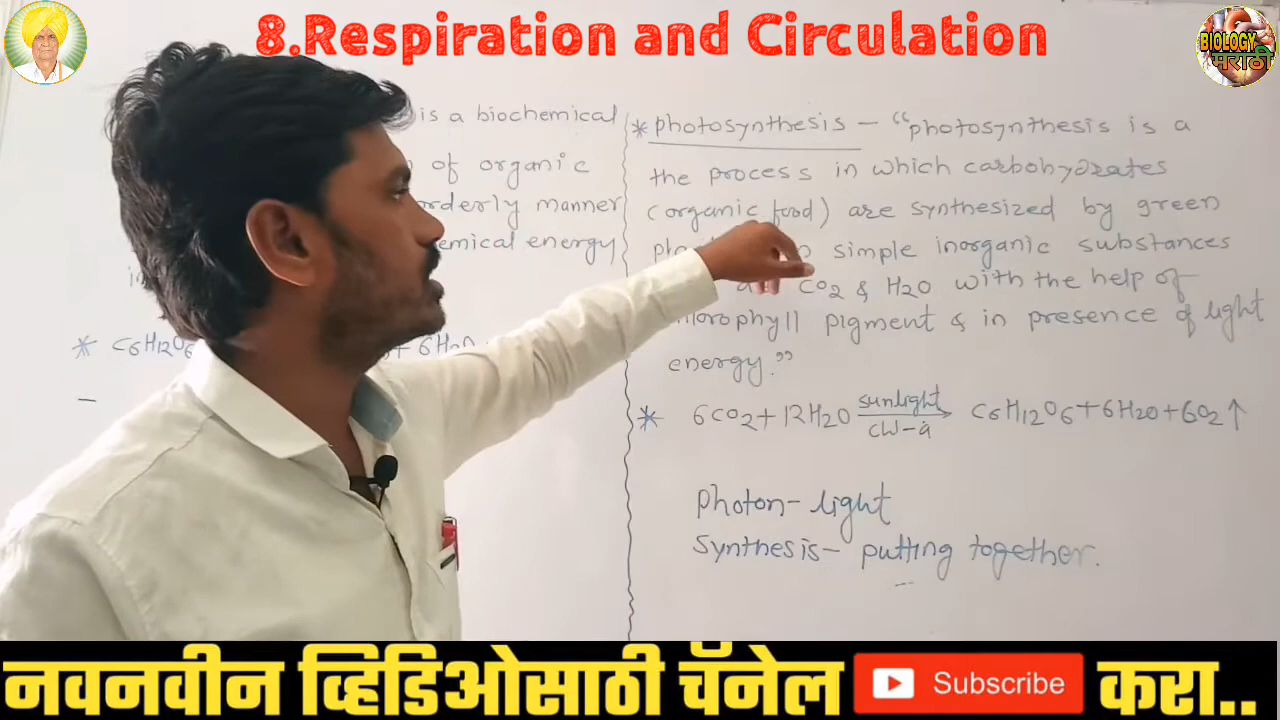 8.Respiration and Circulation
BIOLOGY
मराठी
is a biochemical
of organic
orderly manner
emical energy
* C6H12O6 + 6H2O
-
* photosynthesis - "photosynthesis is a
the process in which carbohydrates
(organic food) are synthesized by green
simple inorganic substances
CO2 & H2O with the help of
chlorophyll pigment & in presence of light
energy."
* 6CO2+12H2O sunlight C6H12O6+6H2O+6O2↑
Photon- light
Synthesis- putting together.
नवनवीन व्हिडिओसाठी चॅनेल Subscribe करा..